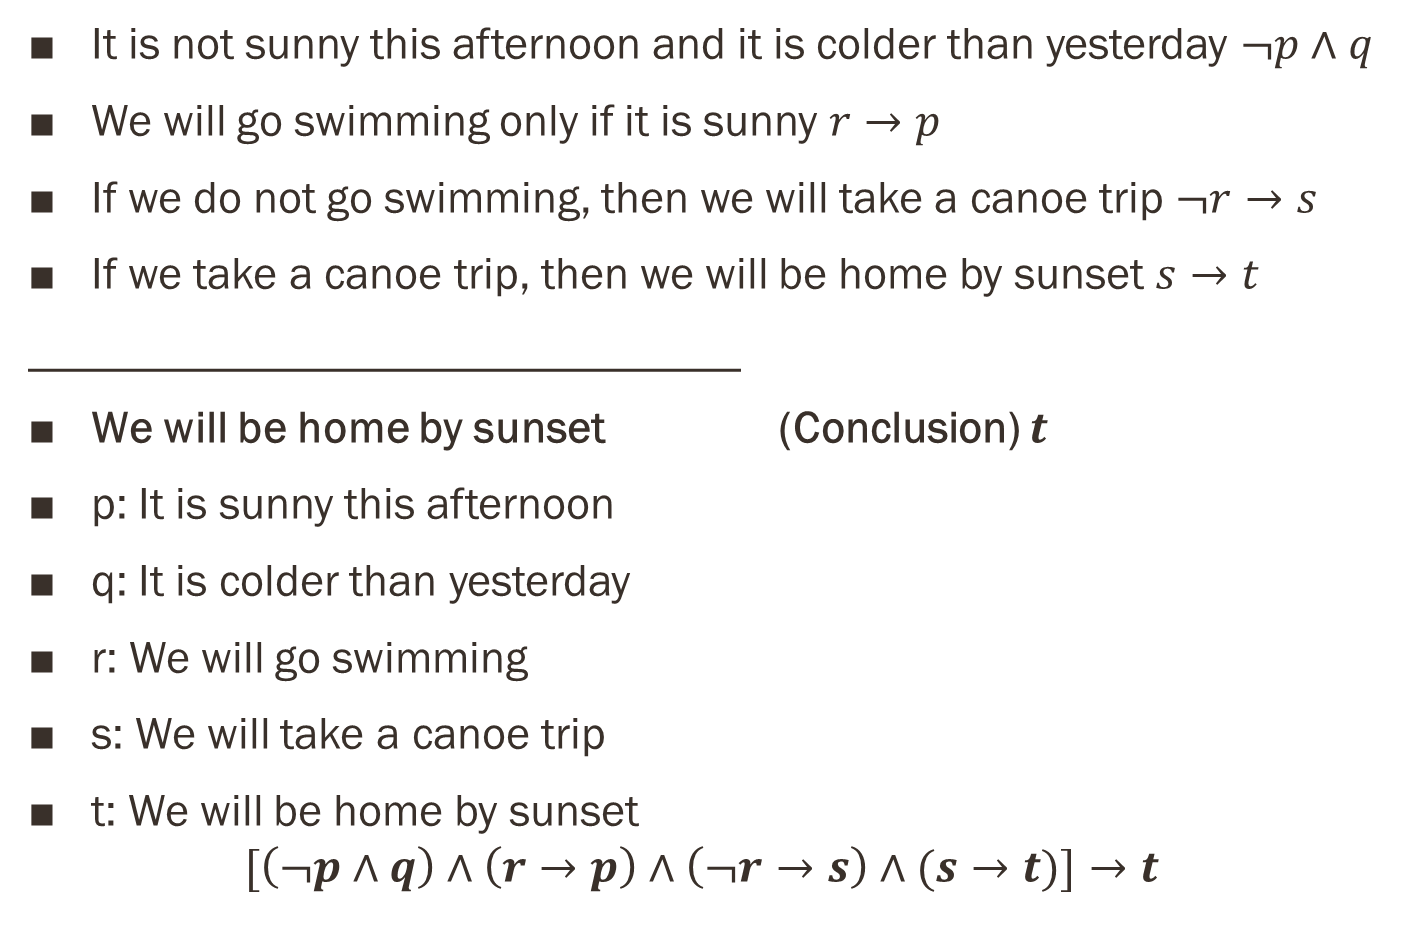 ■ It is not sunny this afternoon and it is colder than yesterday ¬p ∧ q
■ We will go swimming only if it is sunny r → p
■ If we do not go swimming, then we will take a canoe trip ¬r → s
■ If we take a canoe trip, then we will be home by sunset s → t
■ We will be home by sunset (Conclusion) t
■ p: It is sunny this afternoon
■ q: It is colder than yesterday
■ r: We will go swimming
■ s: We will take a canoe trip
■ t: We will be home by sunset
[(¬p ∧ q) ∧ (r → p) ∧ (¬r → s) ∧ (s → t)] → t